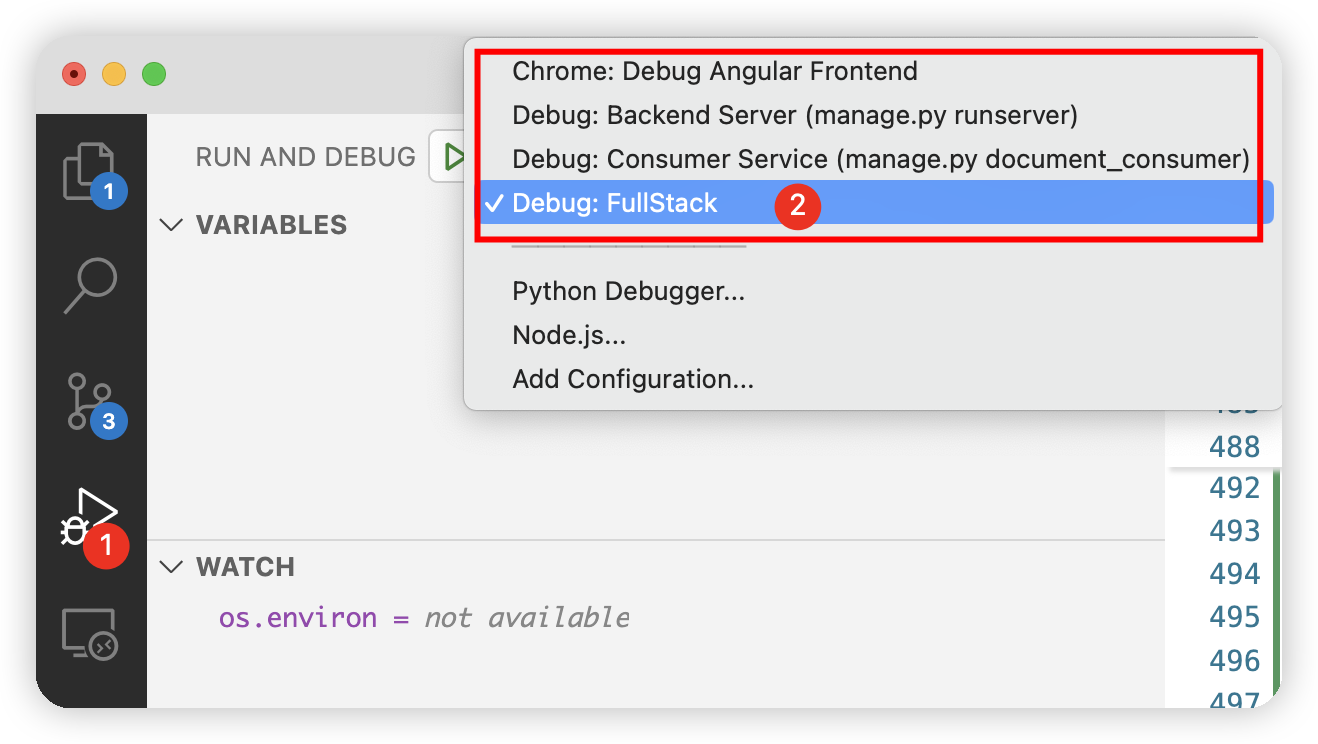 Chrome: Debug Angular Frontend
Debug: Backend Server (manage.py runserver)
RUN AND DEBUG
Debug: Consumer Service (manage.py document_consumer)
✓ Debug: FullStack
2
1
VARIABLES
Python Debugger...
Node.js...
Add Configuration...
3
488
492
493
1
WATCH
494
os.environ = not available
495
496
497